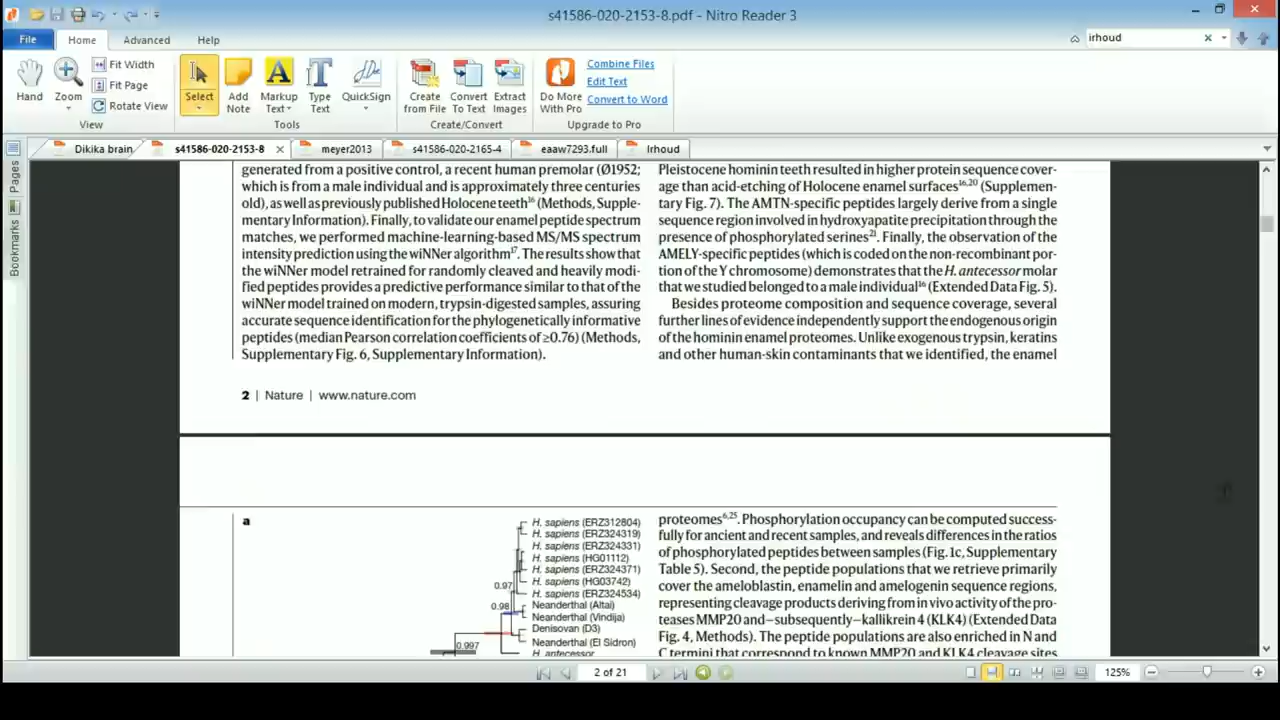 s41586-020-2153-8.pdf - Nitro Reader 3
File
Home
Advanced
Help
irhoud
Hand
Zoom
Fit Width
Fit Page
Rotate View
View
Select
Add
Note
Markup
Text
Type
Text
QuickSign
Tools
Create
from File
Convert
To Text
Extract
Images
Create/Convert
Do More
With Pro
Combine Files
Edit Text
Convert to Word
Upgrade to Pro
Dikika brain
s41586-020-2153-8
meyer2013
s41586-020-2165-4
eaaw7293.full
Irhoud
Pages
Bookmarks
generated from a positive control, a recent human premolar (Ø1952;
which is from a male individual and is approximately three centuries
old), as well as previously published Holocene teeth16 (Methods, Supple-
mentary Information). Finally, to validate our enamel peptide spectrum
matches, we performed machine-learning-based MS/MS spectrum
intensity prediction using the wiNNer algorithm17. The results show that
the wiNNer model retrained for randomly cleaved and heavily modi-
fied peptides provides a predictive performance similar to that of the
wiNNer model trained on modern, trypsin-digested samples, assuring
accurate sequence identification for the phylogenetically informative
peptides (median Pearson correlation coefficients of ≥0.76) (Methods,
Supplementary Fig. 6, Supplementary Information).
Pleistocene hominin teeth resulted in higher protein sequence cover-
age than acid-etching of Holocene enamel surfaces16,20 (Supplemen-
tary Fig. 7). The AMTN-specific peptides largely derive from a single
sequence region involved in hydroxyapatite precipitation through the
presence of phosphorylated serines21. Finally, the observation of the
AMELY-specific peptides (which is coded on the non-recombinant por-
tion of the Y chromosome) demonstrates that the H. antecessor molar
that we studied belonged to a male individual16 (Extended Data Fig. 5).
Besides proteome composition and sequence coverage, several
further lines of evidence independently support the endogenous origin
of the hominin enamel proteomes. Unlike exogenous trypsin, keratins
and other human-skin contaminants that we identified, the enamel
2 | Nature | www.nature.com
a
H. sapiens (ERZ312804)
H. sapiens (ERZ324319)
H. sapiens (ERZ324331)
H. sapiens (HG01112)
H. sapiens (ERZ324371)
H. sapiens (HG03742)
H. sapiens (ERZ324534)
Neanderthal (Altai)
Neanderthal (Vindija)
Denisovan (D3)
Neanderthal (El Sidron)
H. antecessor
0.97
0.98
0.997
proteomes6,25. Phosphorylation occupancy can be computed success-
fully for ancient and recent samples, and reveals differences in the ratios
of phosphorylated peptides between samples (Fig. 1c, Supplementary
Table 5). Second, the peptide populations that we retrieve primarily
cover the ameloblastin, enamelin and amelogenin sequence regions,
representing cleavage products deriving from in vivo activity of the pro-
teases MMP20 and—subsequently—kallikrein 4 (KLK4) (Extended Data
Fig. 4, Methods). The peptide populations are also enriched in N and
C termini that correspond to known MMP20 and KLK4 cleavage sites
2 of 21
125%